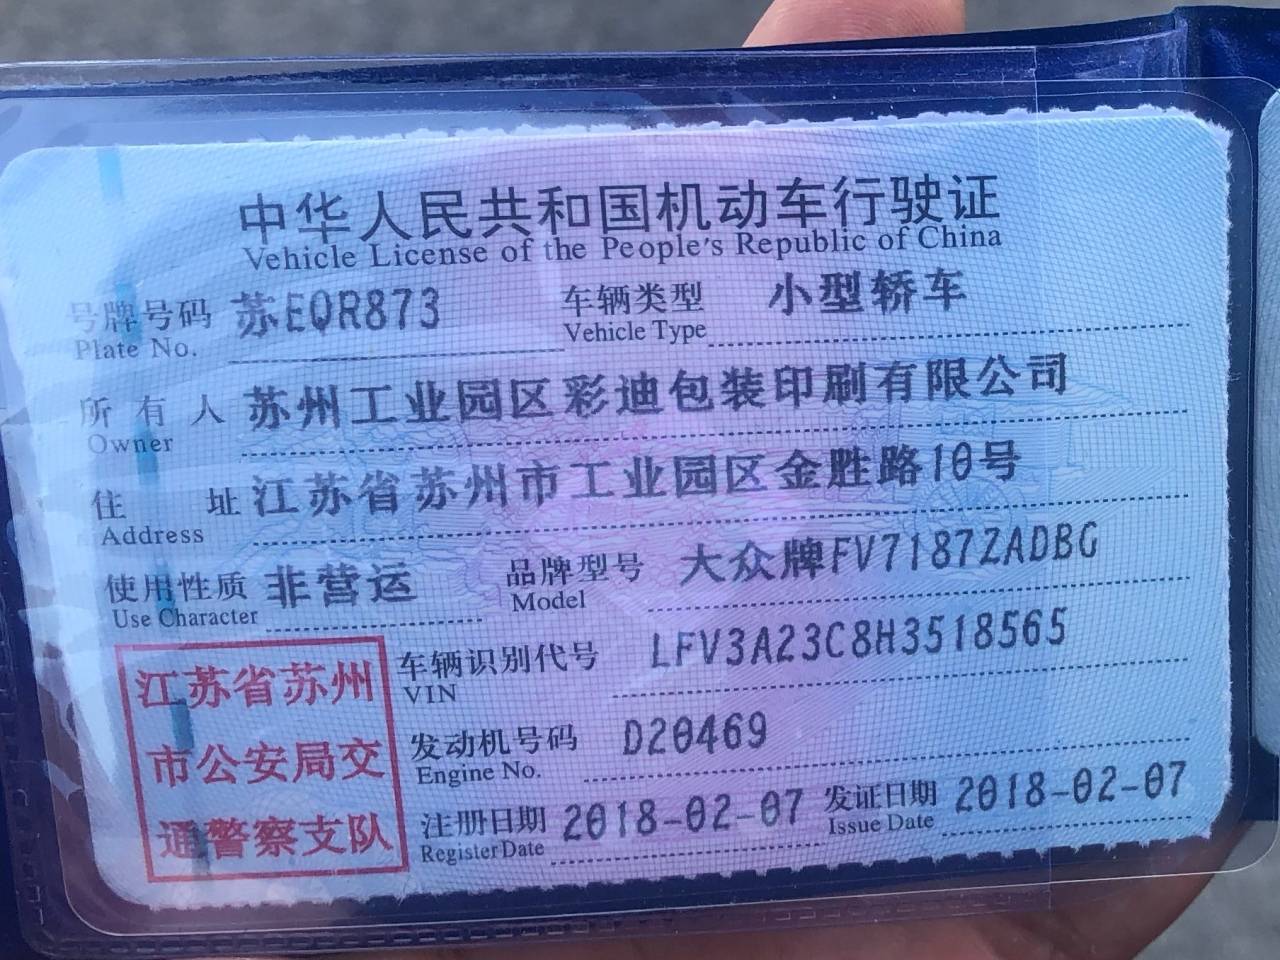 中华人民共和国机动车行驶证
Vehicle License of the People's Republic of China
号牌号码 苏EQR873 车辆类型 小型轿车
Plate No. Vehicle Type
所有人 苏州工业园区彩迪包装印刷有限公司
Owner
住址 江苏省苏州市工业园区金胜路10号
Address
使用性质 非营运 品牌型号 大众牌FV7187ZADBG
Use Character Model
车辆识别代号 LFV3A23C8H3518565
VIN
发动机号码 D20469
Engine No.
注册日期 2018-02-07 发证日期 2018-02-07
Register Date Issue Date
江苏省苏州
市公安局交
通警察支队